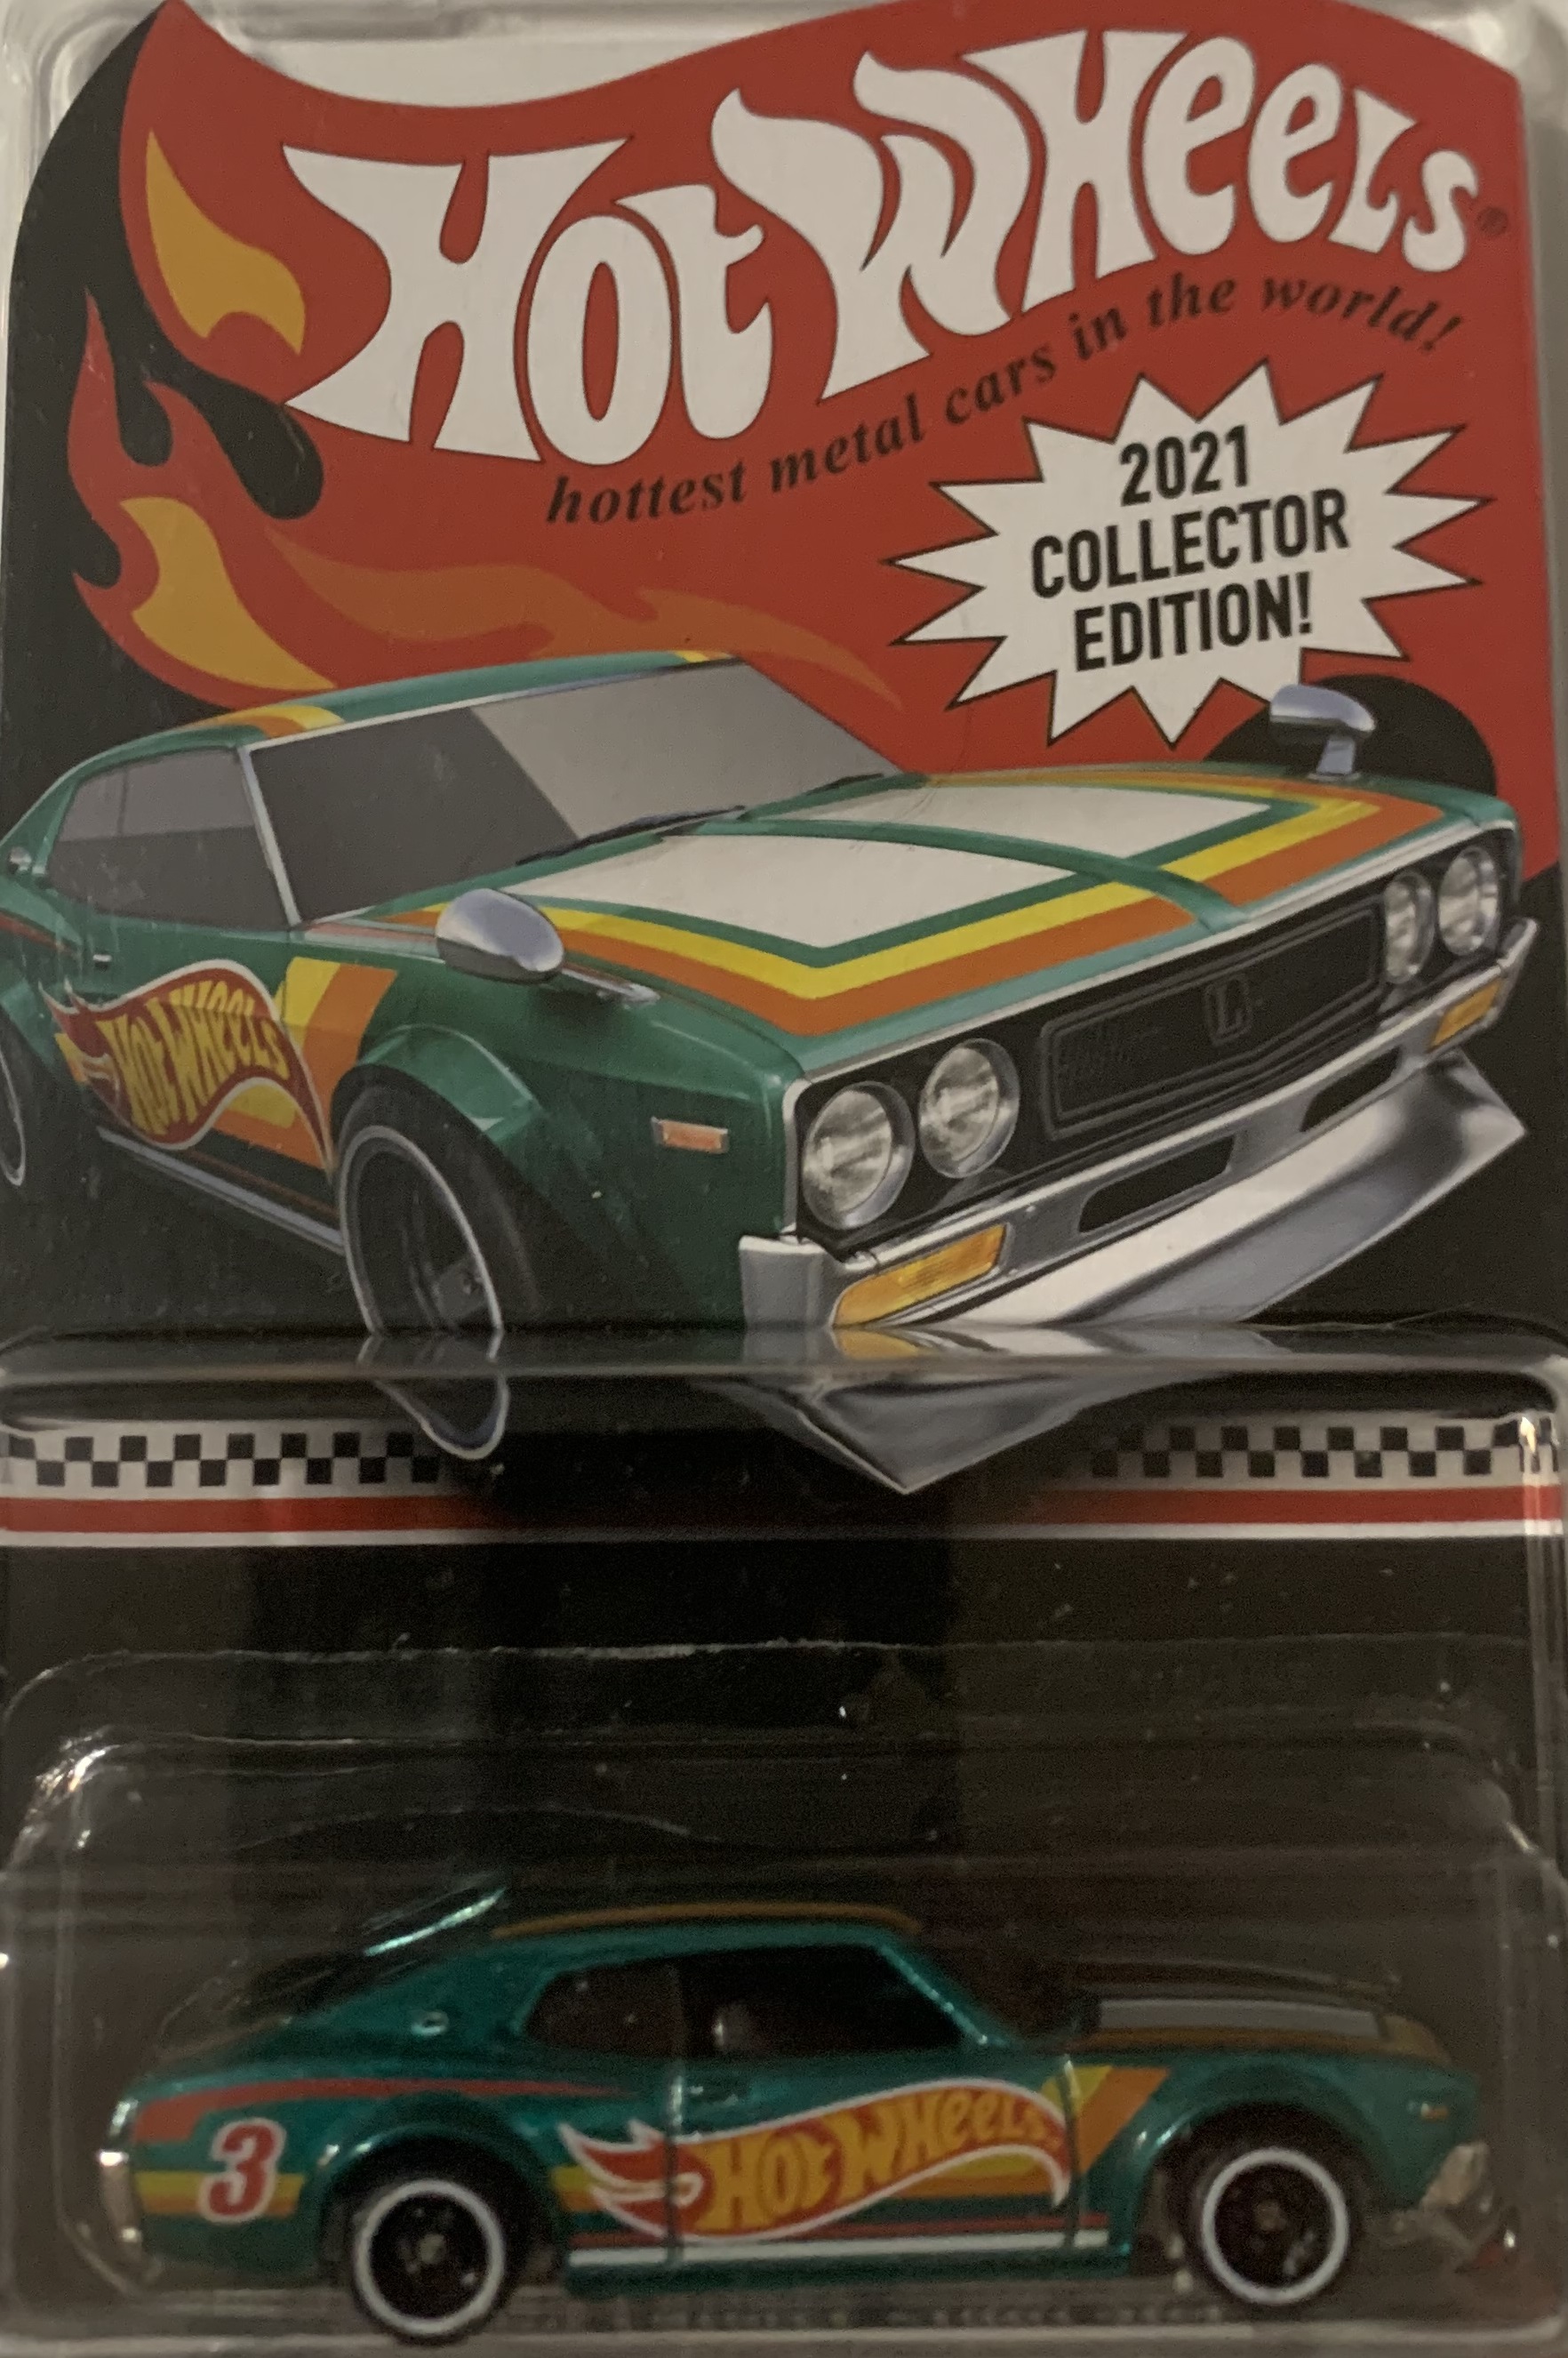 Hot Wheels®
hottest metal cars in the world!
2021
COLLECTOR
EDITION!
HOT WHEELS
L
3
HOT WHEELS